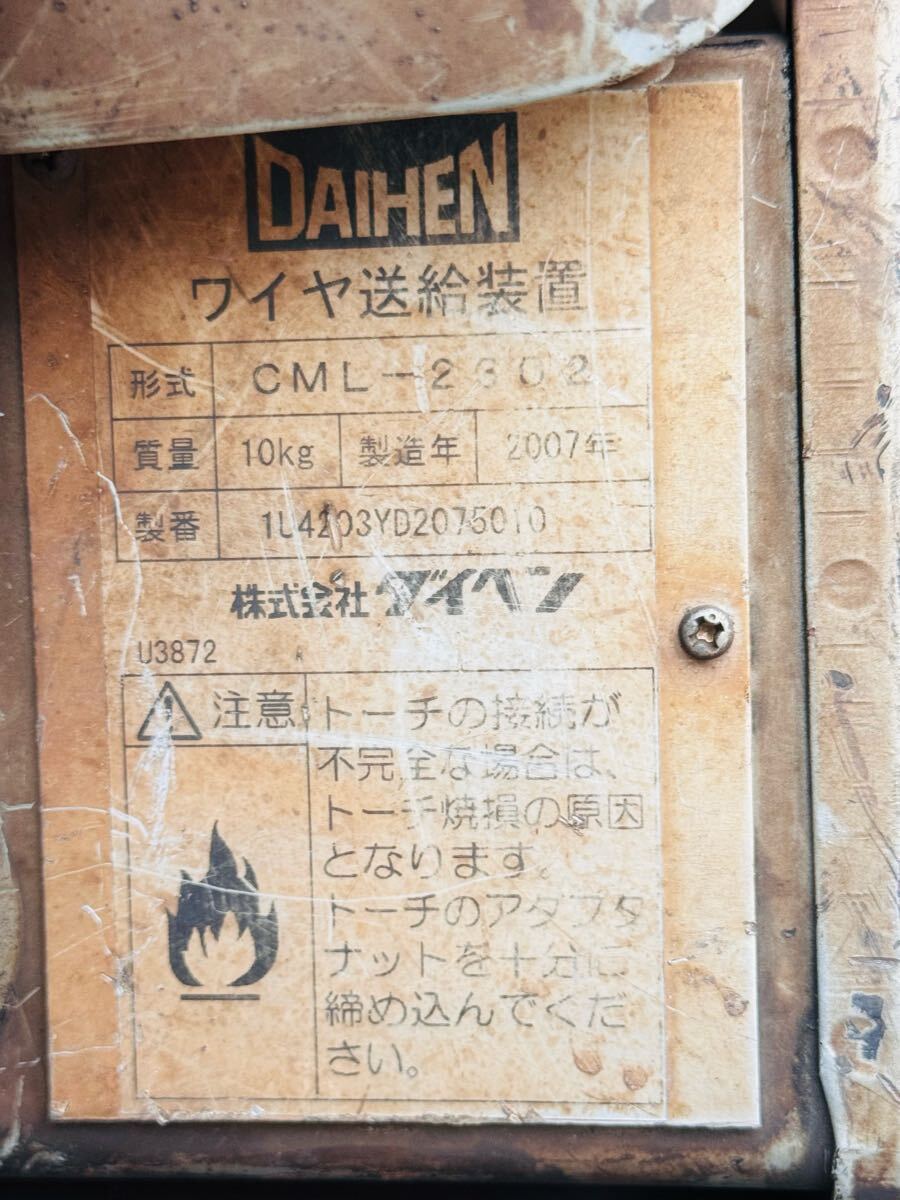 DAIHEN
ワイヤ送給装置
形式 CML-2302
質量 10kg 製造年 2007年
製番 1U4203YD2075010
株式会社ダイヘン
U3872
注意
トーチの接続が
不完全な場合は、
トーチ焼損の原因
となります。
トーチのアダプタ
ナットを十分に
締め込んでくだ
さい。